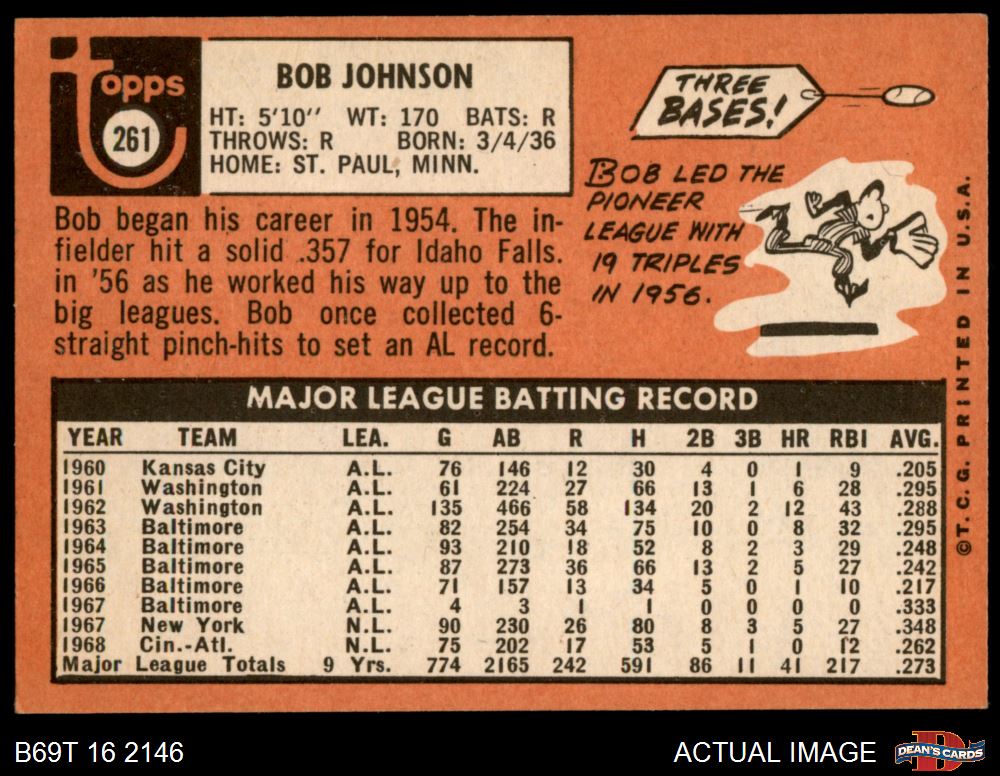 topps
261
BOB JOHNSON
HT: 5'10'' WT: 170 BATS: R
THROWS: R BORN: 3/4/36
HOME: ST. PAUL, MINN.
THREE
BASES!
Bob began his career in 1954. The in-
fielder hit a solid .357 for Idaho Falls.
in '56 as he worked his way up to the
big leagues. Bob once collected 6-
straight pinch-hits to set an AL record.
BOB LED THE
PIONEER
LEAGUE WITH
19 TRIPLES
IN 1956.
MAJOR LEAGUE BATTING RECORD
YEAR TEAM LEA. G AB R H 2B 3B HR RBI AVG.
1960 Kansas City A.L. 76 146 12 30 4 0 1 9 .205
1961 Washington A.L. 61 224 27 66 13 1 6 28 .295
1962 Washington A.L. 135 466 58 134 20 2 12 43 .288
1963 Baltimore A.L. 82 254 34 75 10 0 8 32 .295
1964 Baltimore A.L. 93 210 18 52 8 2 3 29 .248
1965 Baltimore A.L. 87 273 36 66 13 2 5 27 .242
1966 Baltimore A.L. 71 157 13 34 5 0 1 10 .217
1967 Baltimore A.L. 4 3 1 1 0 0 0 0 .333
1967 New York N.L. 90 230 26 80 8 3 5 27 .348
1968 Cin.-Atl. N.L. 75 202 17 53 5 1 0 12 .262
Major League Totals 9 Yrs. 774 2165 242 591 86 11 41 217 .273
©T.C.G. PRINTED IN U.S.A.
B69T 16 2146
ACTUAL IMAGE
DEAN'S CARDS